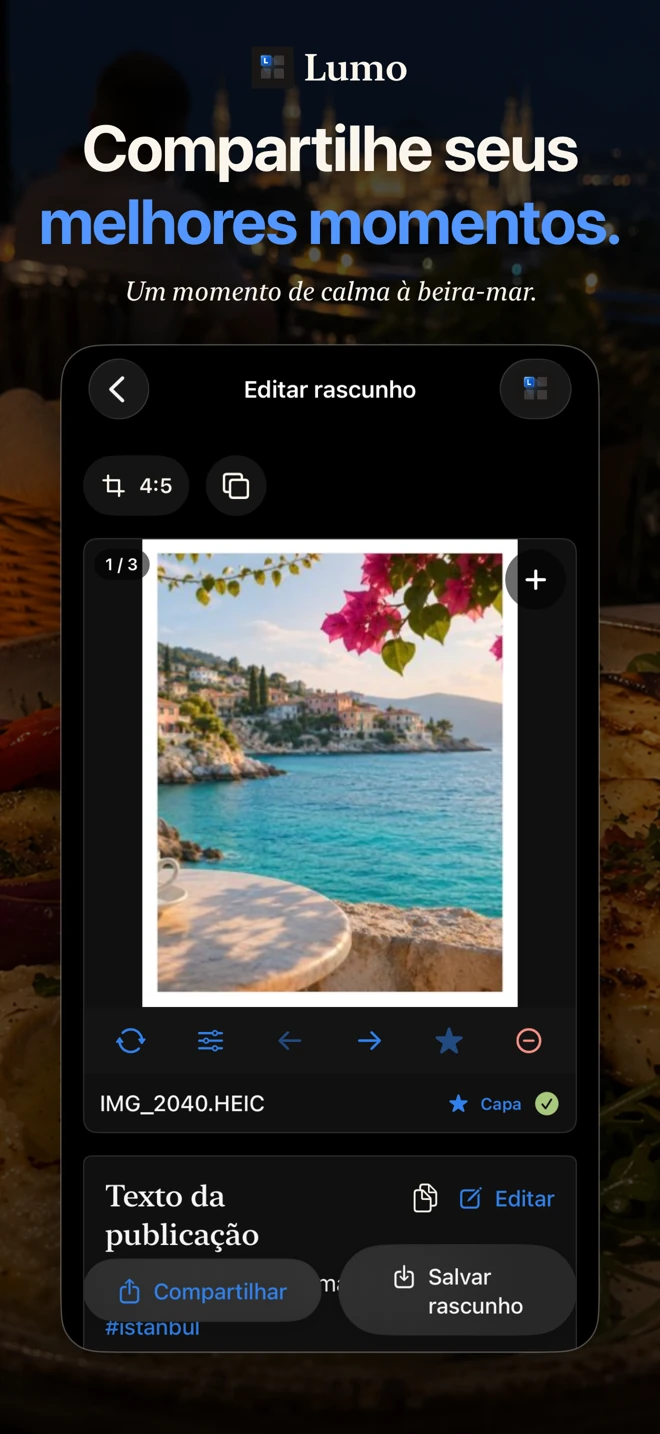 L Lumo
Compartilhe seus
melhores momentos.
Um momento de calma à beira-mar.
Editar rascunho
L
4:5
1 / 3
IMG_2040.HEIC
Capa
Texto da
publicação
Editar
Compartilhar
Salvar
rascunho
#istanbul